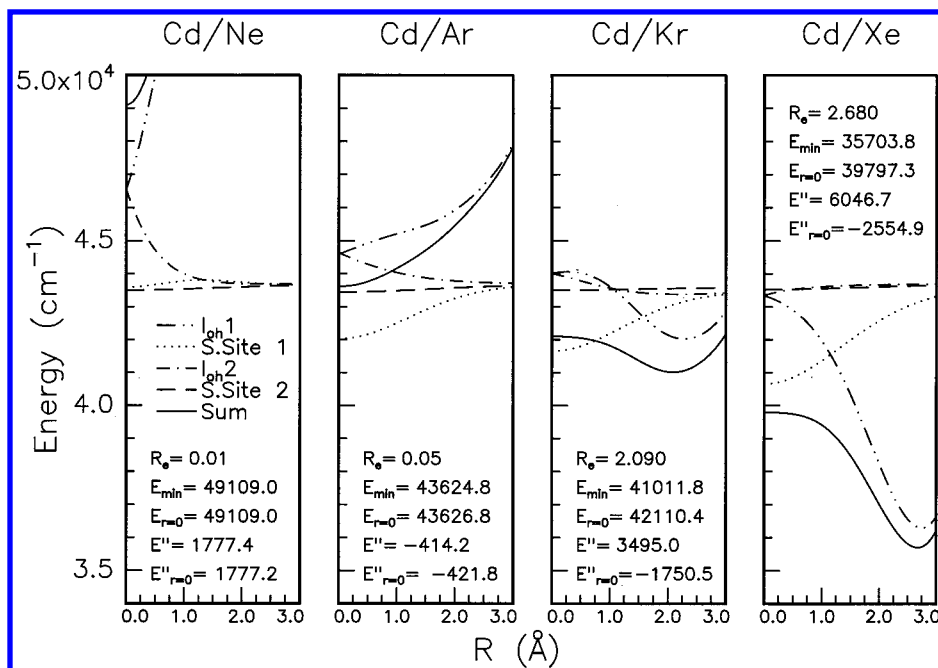 Cd/Ne
Cd/Ar
Cd/Kr
Cd/Xe
Energy (cm⁻¹)
5.0x10⁴
4.5
4.0
3.5
I_oh1
S.Site 1
I_oh2
S.Site 2
Sum
R_e= 0.01
E_min= 49109.0
E_r=0= 49109.0
E"= 1777.4
E"_r=0= 1777.2
R_e= 0.05
E_min= 43624.8
E_r=0= 43626.8
E"= −414.2
E"_r=0= −421.8
R_e= 2.090
E_min= 41011.8
E_r=0= 42110.4
E"= 3495.0
E"_r=0=−1750.5
R_e= 2.680
E_min= 35703.8
E_r=0= 39797.3
E"= 6046.7
E"_r=0=−2554.9
0.0 1.0 2.0 3.0
0.0 1.0 2.0 3.0
0.0 1.0 2.0 3.0
0.0 1.0 2.0 3.0
R (Å)